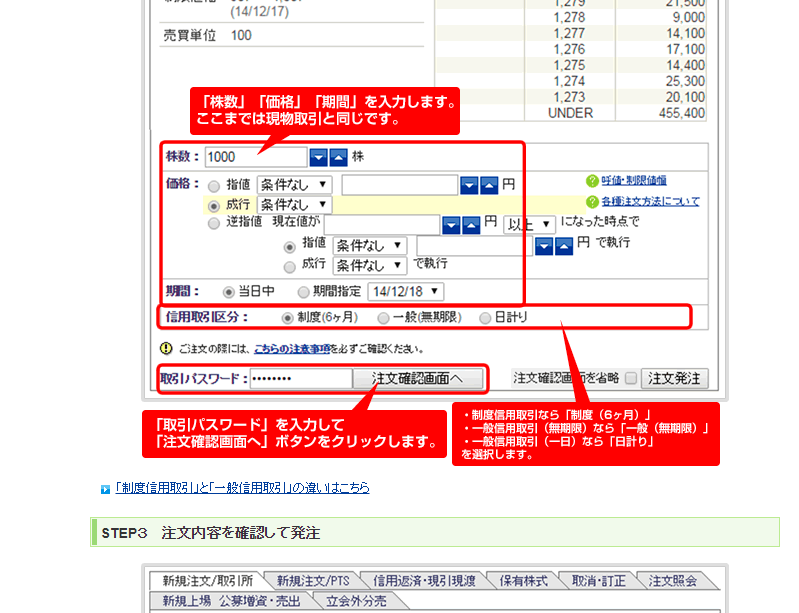 (14/12/17)
売買単位 100
1,279 21,500
1,278 9,000
1,277 14,100
1,276 17,100
1,275 14,400
1,274 25,300
1,273 20,100
UNDER 455,400
「株数」「価格」「期間」を入力します。
ここまでは現物取引と同じです。
株数： 1000 株
価格： 指値 条件なし 円
呼値・制限値幅
成行 条件なし
各種注文方法について
逆指値 現在値が 円 以上 になった時点で
指値 条件なし 円 で執行
成行 条件なし で執行
期間： 当日中 期間指定 14/12/18
信用取引区分： 制度(6ヶ月) 一般(無期限) 日計り
ご注文の際には、こちらの注意事項を必ずご確認ください。
取引パスワード： •••••••• 注文確認画面へ 注文確認画面を省略 注文発注
「取引パスワード」を入力して
「注文確認画面へ」ボタンをクリックします。
・制度信用取引なら「制度（6ヶ月）」
・一般信用取引（無期限）なら「一般（無期限）」
・一般信用取引（一日）なら「日計り」
を選択します。
「制度信用取引」と「一般信用取引」の違いはこちら
STEP3 注文内容を確認して発注
新規注文/取引所 新規注文/PTS 信用返済・現引現渡 保有株式 取消・訂正 注文照会
新規上場 公募増資・売出 立会外分売